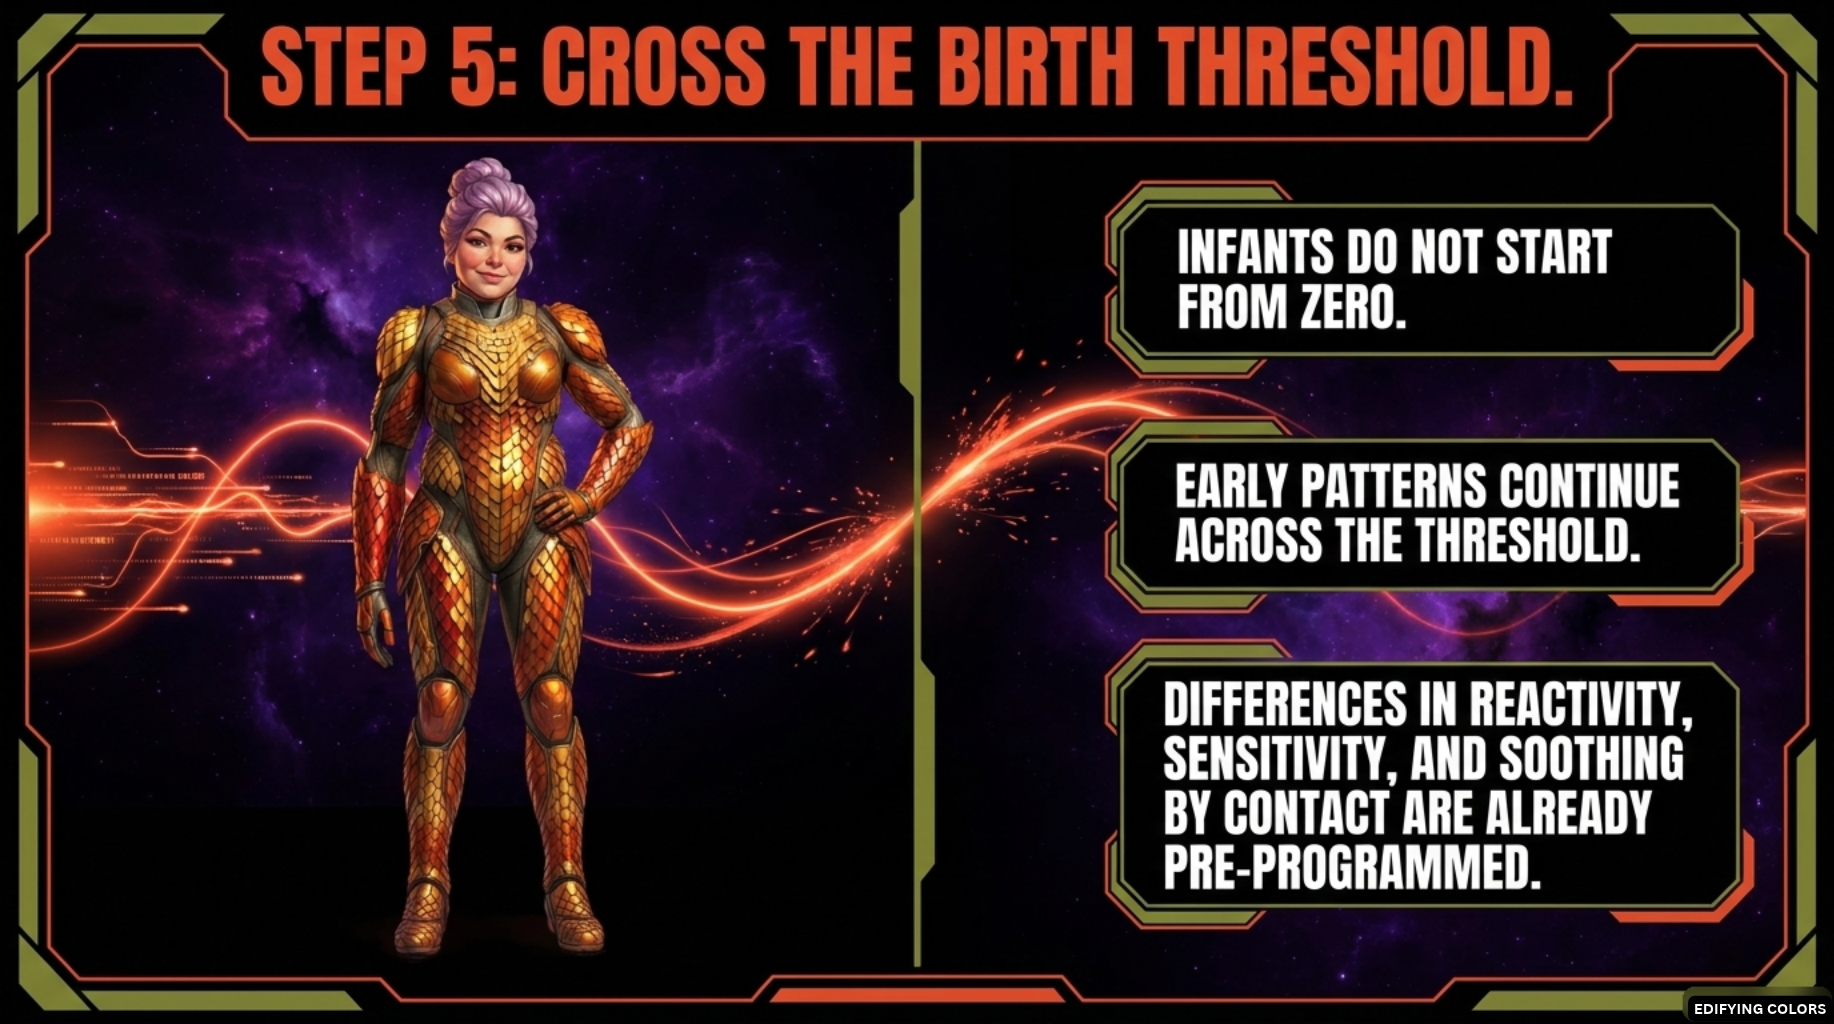 STEP 5: CROSS THE BIRTH THRESHOLD.
INFANTS DO NOT START
FROM ZERO.
EARLY PATTERNS CONTINUE
ACROSS THE THRESHOLD.
DIFFERENCES IN REACTIVITY,
SENSITIVITY, AND SOOTHING
BY CONTACT ARE ALREADY
PRE-PROGRAMMED.
EDIFYING COLORS